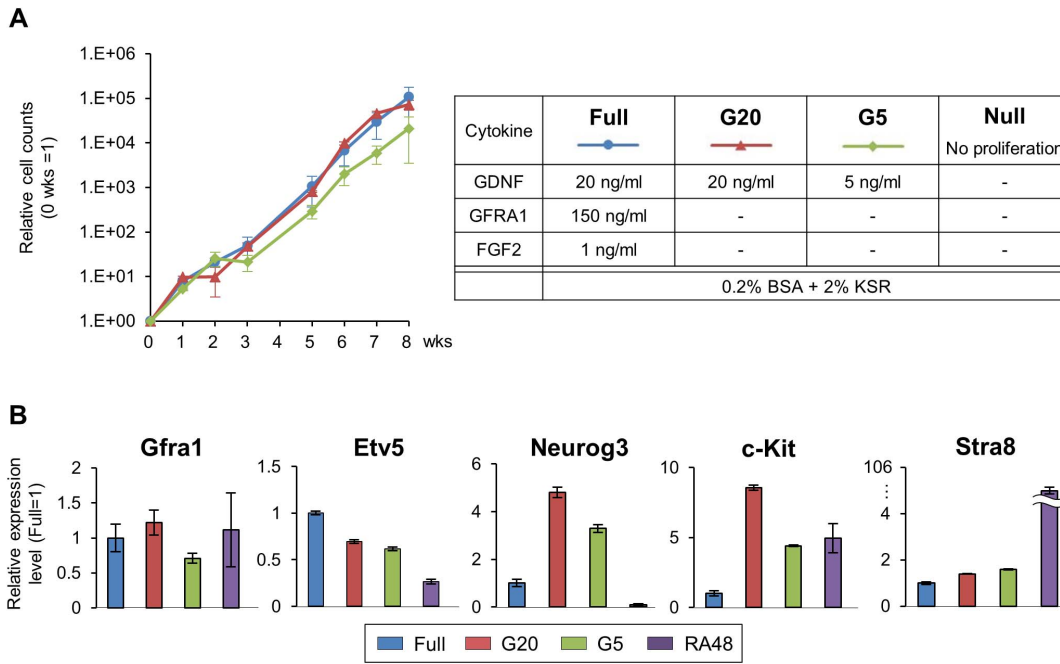 A
1.E+06
1.E+05
1.E+04
1.E+03
1.E+02
1.E+01
1.E+00
Relative cell counts
(0 wks =1)
0 1 2 3 4 5 6 7 8 wks
Cytokine Full G20 G5 Null
No proliferation
GDNF 20 ng/ml 20 ng/ml 5 ng/ml -
GFRA1 150 ng/ml - - -
FGF2 1 ng/ml - - -
0.2% BSA + 2% KSR
B
Relative expression
level (Full=1)
Gfra1
2
1.5
1
0.5
0
Etv5
1.5
1
0.5
0
Neurog3
6
4
2
0
c-Kit
10
5
0
Stra8
106
⋮
4
2
0
Full G20 G5 RA48